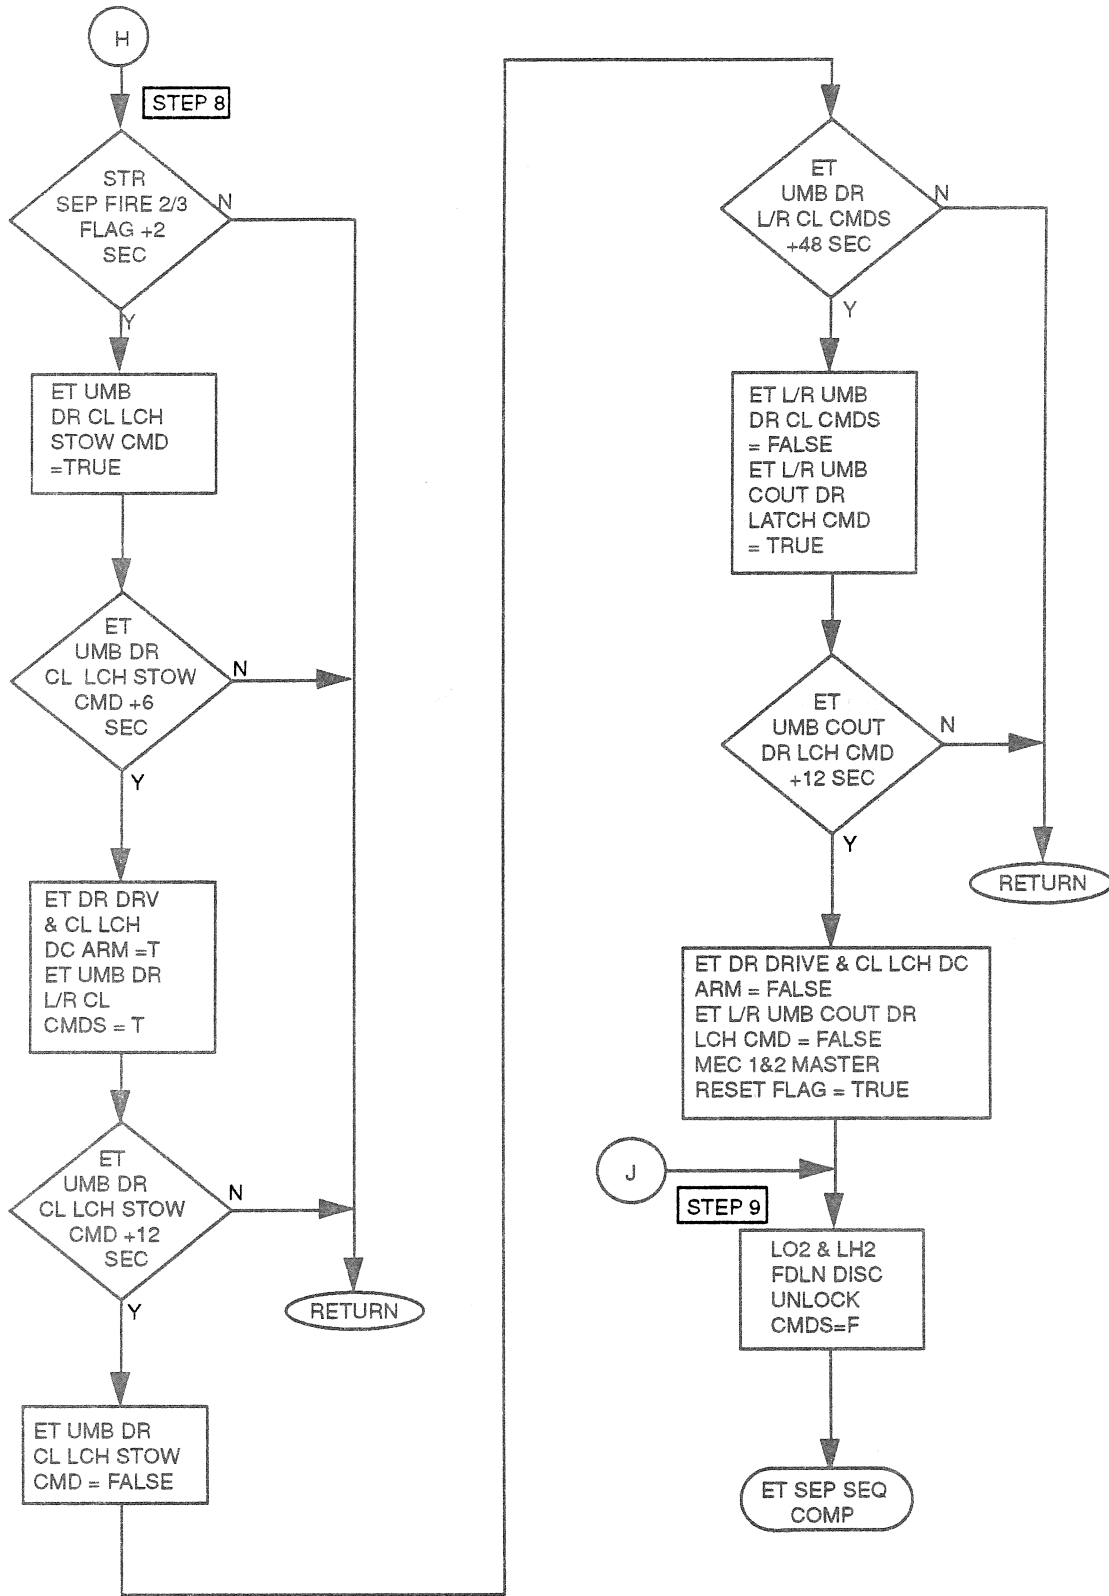 H
STEP 8
STR
SEP FIRE 2/3
FLAG +2
SEC
N
Y
ET UMB
DR CL LCH
STOW CMD
=TRUE
ET
UMB DR
CL LCH STOW
CMD +6
SEC
N
Y
ET DR DRV
& CL LCH
DC ARM =T
ET UMB DR
L/R CL
CMDS = T
ET
UMB DR
CL LCH STOW
CMD +12
SEC
N
Y
RETURN
ET UMB DR
CL LCH STOW
CMD = FALSE
ET
UMB DR
L/R CL CMDS
+48 SEC
N
Y
ET L/R UMB
DR CL CMDS
= FALSE
ET L/R UMB
COUT DR
LATCH CMD
= TRUE
ET
UMB COUT
DR LCH CMD
+12 SEC
N
Y
RETURN
ET DR DRIVE & CL LCH DC
ARM = FALSE
ET L/R UMB COUT DR
LCH CMD = FALSE
MEC 1&2 MASTER
RESET FLAG = TRUE
J
STEP 9
LO2 & LH2
FDLN DISC
UNLOCK
CMDS=F
ET SEP SEQ
COMP